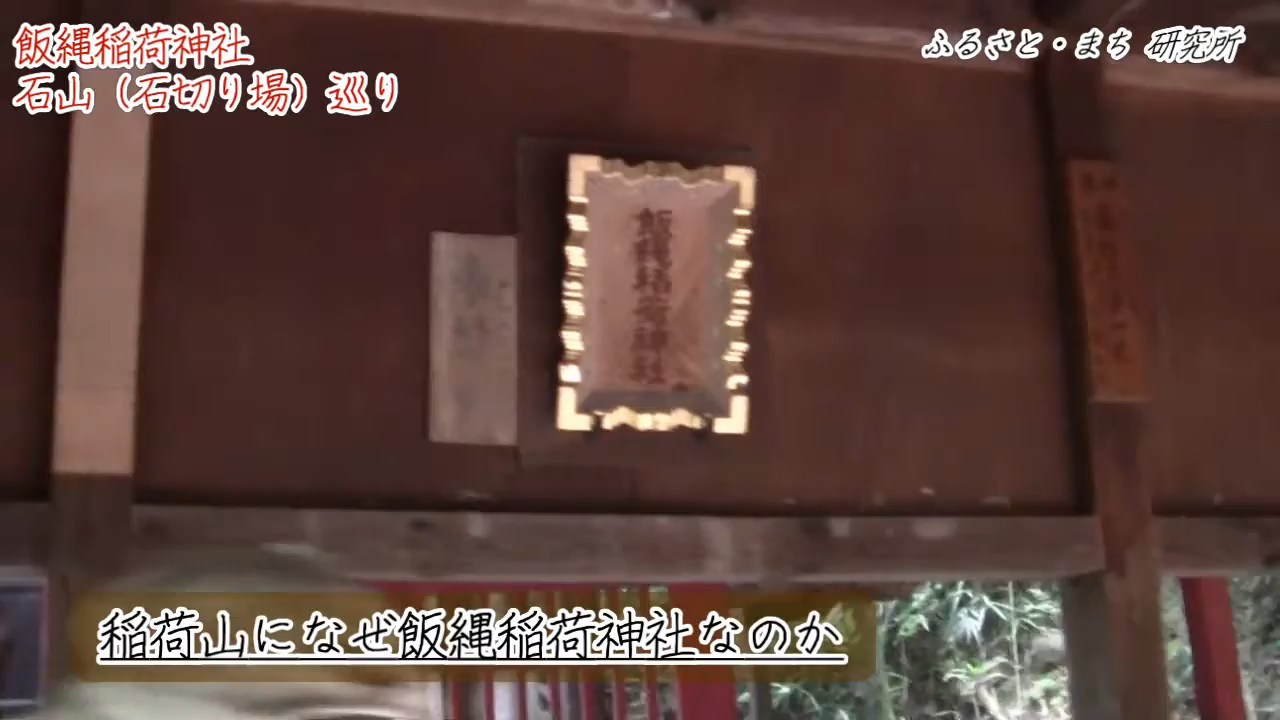 飯縄稲荷神社
石山（石切り場）巡り
ふるさと・まち 研究所
飯縄稲荷神社
稲荷山になぜ飯縄稲荷神社なのか